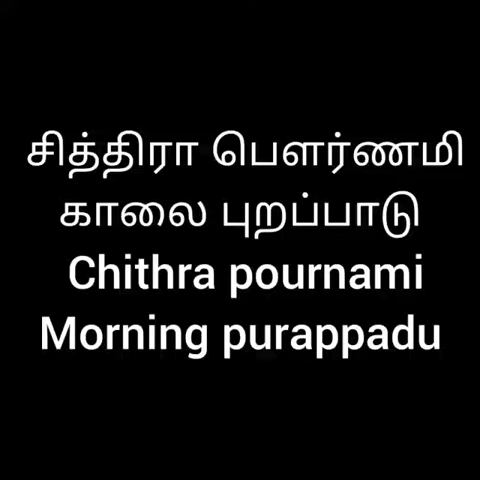 சித்திரா பௌர்ணமி
காலை புறப்பாடு
Chithra pournami
Morning purappadu